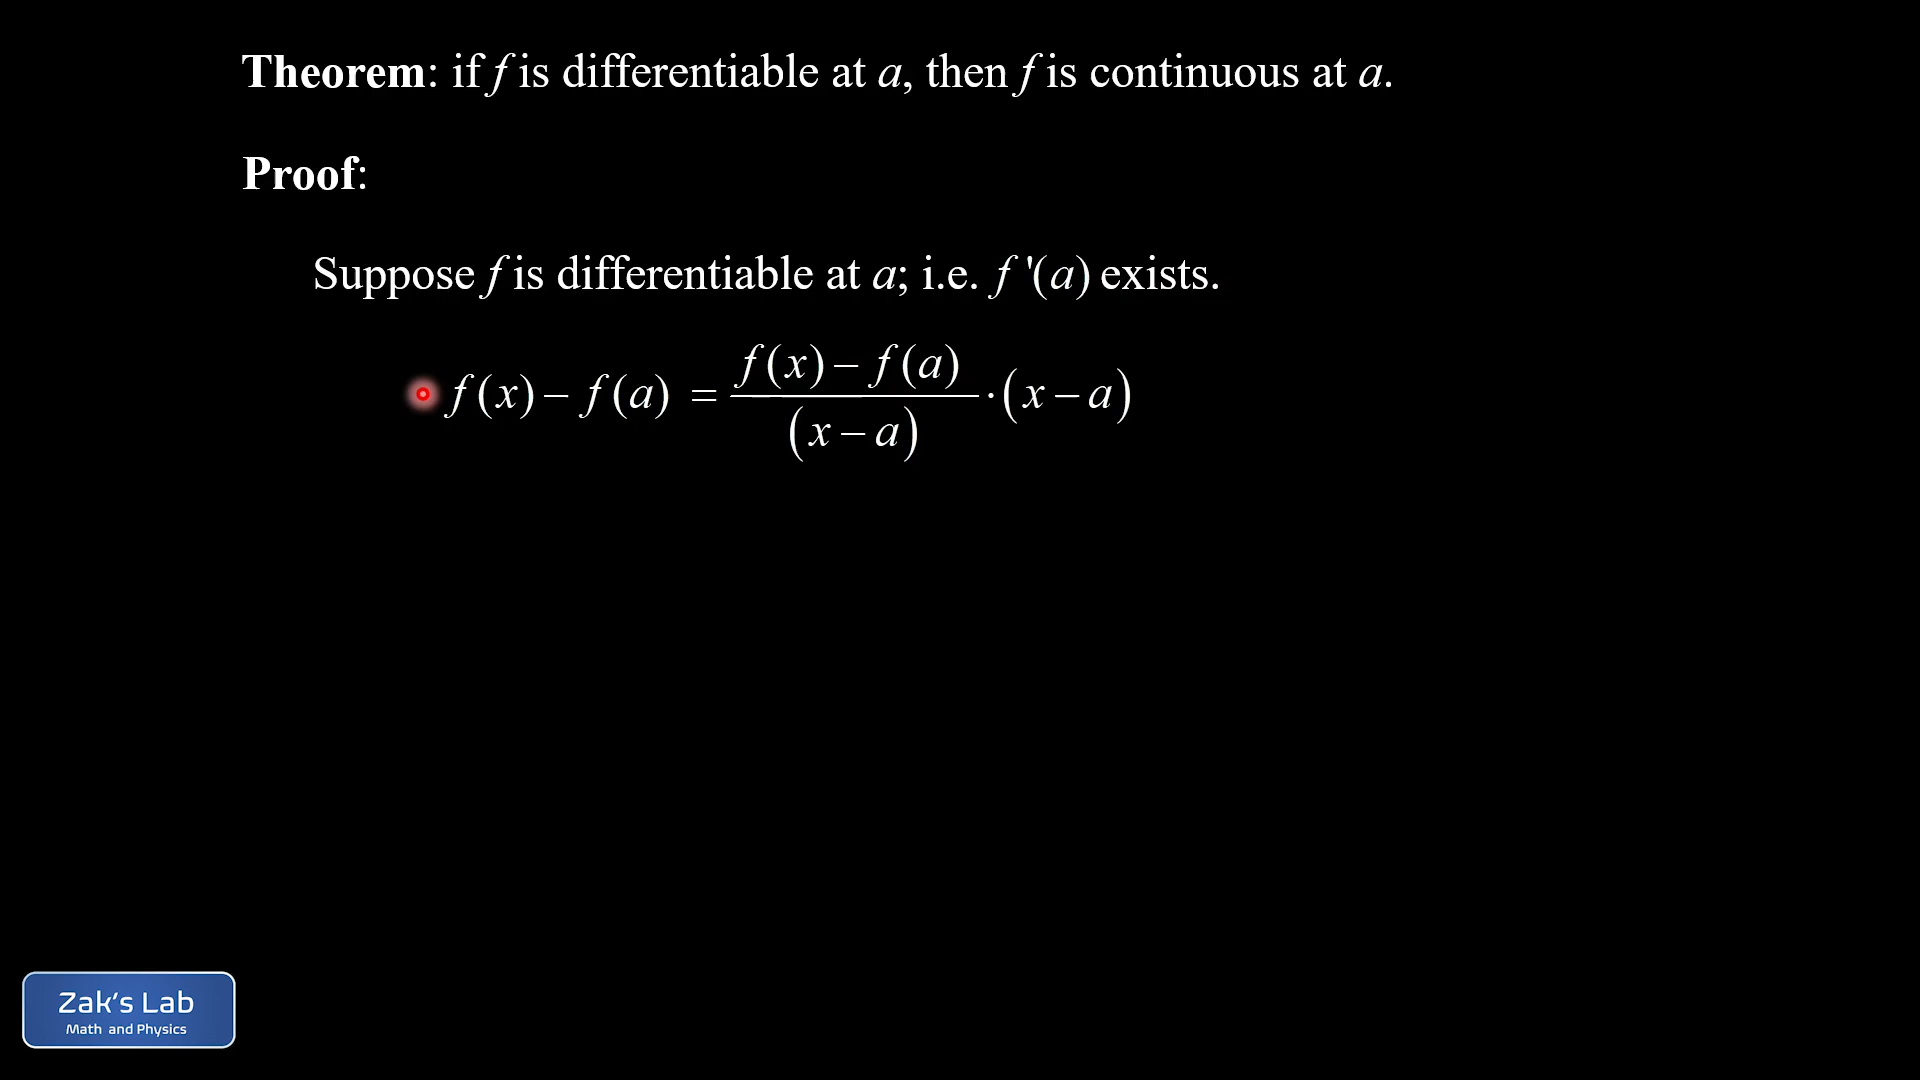 Theorem: if f is differentiable at a, then f is continuous at a.
Proof:
Suppose f is differentiable at a; i.e. f '(a) exists.
f(x) – f(a) = f(x) – f(a) / (x – a) · (x – a)
Zak's Lab
Math and Physics